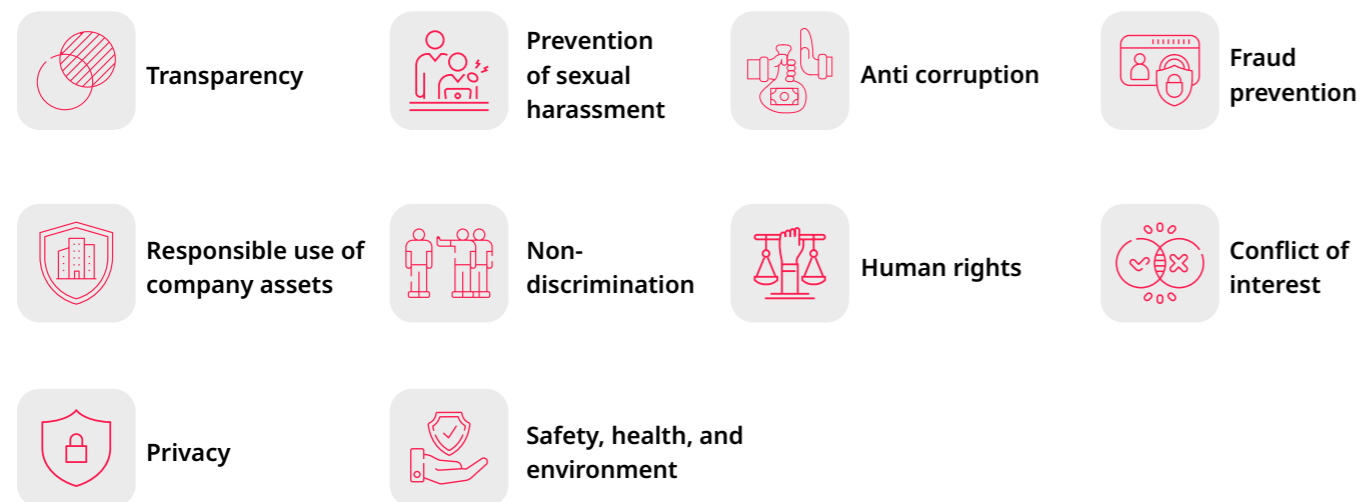 Transparency
Prevention
of sexual
harassment
Anti corruption
Fraud
prevention
Responsible use of
company assets
Non-
discrimination
Human rights
Conflict of
interest
Privacy
Safety, health, and
environment